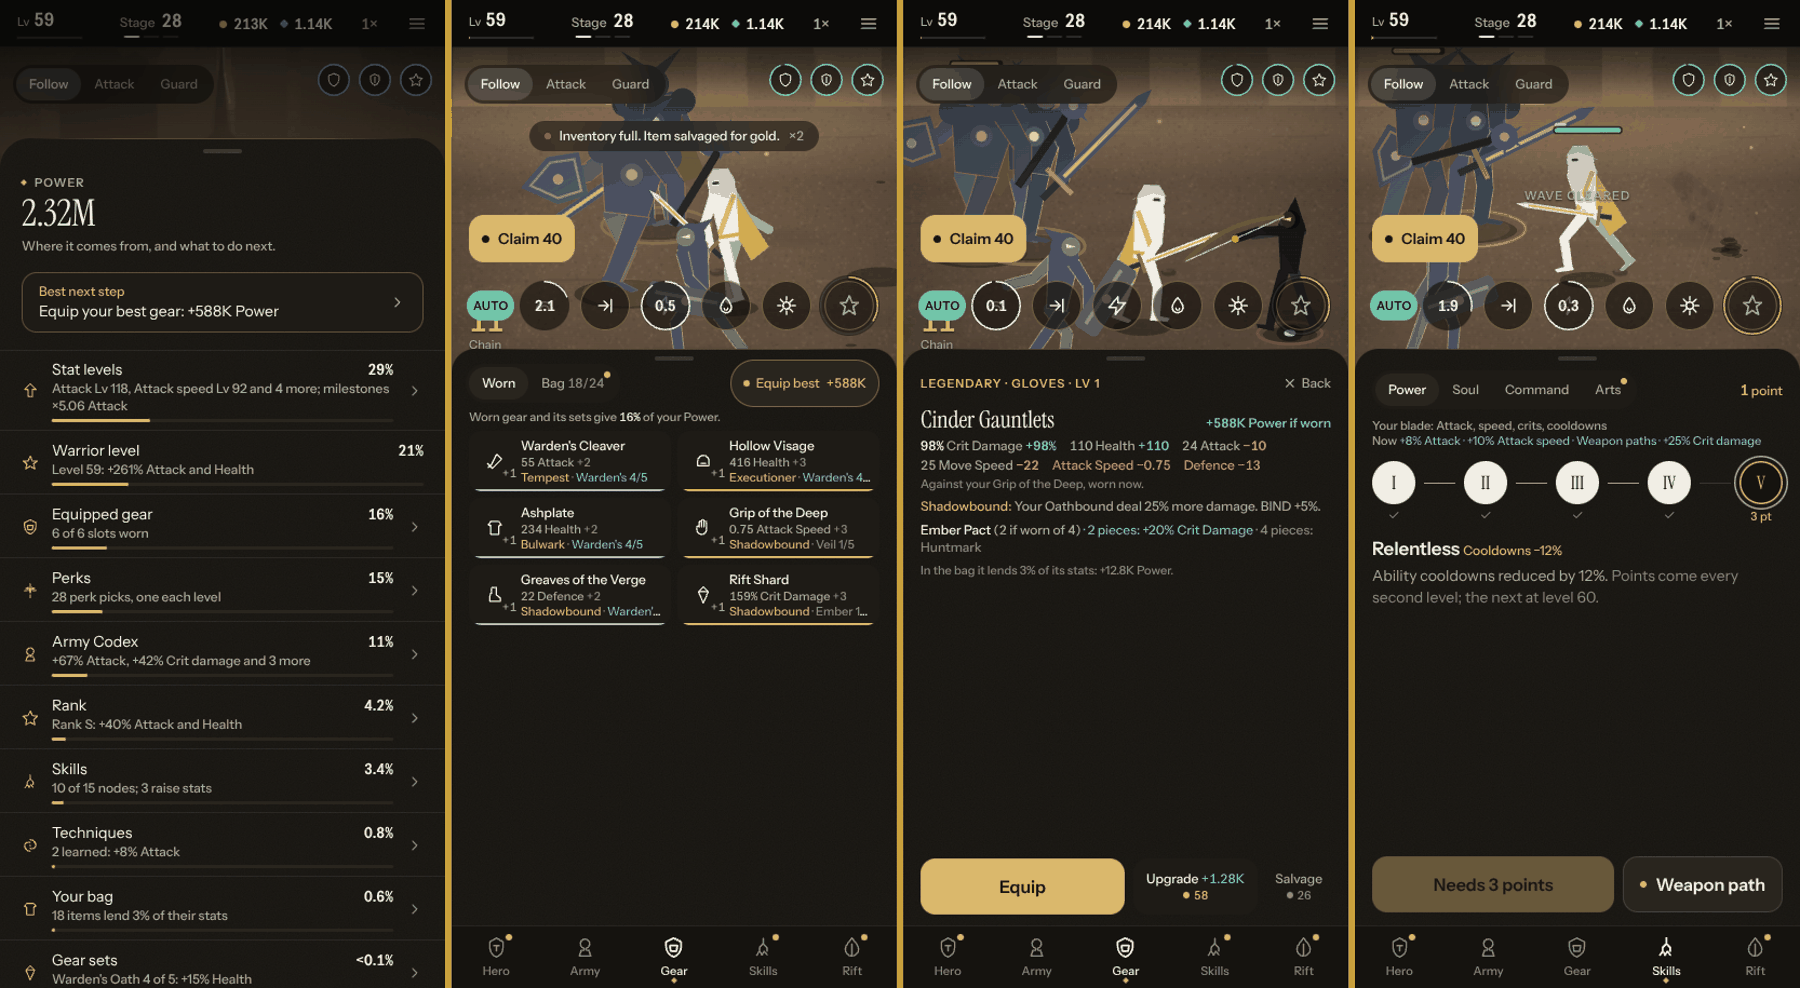 Lv 59
Stage 28
213K
1.14K
1×
Follow
Attack
Guard
POWER
2.32M
Where it comes from, and what to do next.
Best next step
Equip your best gear: +588K Power
Stat levels
29%
Attack Lv 118, Attack speed Lv 92 and 4 more; milestones
×5.06 Attack
Warrior level
21%
Level 59: +261% Attack and Health
Equipped gear
16%
6 of 6 slots worn
Perks
15%
28 perk picks, one each level
Army Codex
11%
+67% Attack, +42% Crit damage and 3 more
Rank
4.2%
Rank S: +40% Attack and Health
Skills
3.4%
10 of 15 nodes; 3 raise stats
Techniques
0.8%
2 learned: +8% Attack
Your bag
0.6%
18 items lend 3% of their stats
Gear sets
<0.1%
Warden's Oath 4 of 5: +15% Health
Lv 59
Stage 28
214K
1.14K
1×
Follow
Attack
Guard
Inventory full. Item salvaged for gold. ×2
Claim 40
AUTO
2.1
0.5
11
Chain
Worn
Bag 18/24
Equip best +588K
Worn gear and its sets give 16% of your Power.
Warden's Cleaver
55 Attack +2
+1
Tempest · Warden's 4/5
Hollow Visage
416 Health +3
+1
Executioner · Warden's 4...
Ashplate
234 Health +2
+1
Bulwark · Warden's 4/5
Grip of the Deep
0.75 Attack Speed +3
+1
Shadowbound · Veil 1/5
Greaves of the Verge
22 Defence +2
+1
Shadowbound · Warden'...
Rift Shard
159% Crit Damage +3
+1
Shadowbound · Ember 1...
Hero
Army
Gear
Skills
Rift
Lv 59
Stage 28
214K
1.14K
1×
Follow
Attack
Guard
Claim 40
AUTO
0.1
11
Chain
LEGENDARY · GLOVES · LV 1
Back
Cinder Gauntlets
+588K Power if worn
98% Crit Damage +98% 110 Health +110 24 Attack −10
25 Move Speed −22 Attack Speed −0.75 Defence −13
Against your Grip of the Deep, worn now.
Shadowbound: Your Oathbound deal 25% more damage. BIND +5%.
Ember Pact (2 if worn of 4) · 2 pieces: +20% Crit Damage · 4 pieces:
Huntmark
In the bag it lends 3% of its stats: +12.8K Power.
Equip
Upgrade +1.28K
58
Salvage
26
Hero
Army
Gear
Skills
Rift
Lv 59
Stage 28
214K
1.14K
1×
Follow
Attack
Guard
WAVE CLEARED
Claim 40
AUTO
1.9
0.3
Power
Soul
Command
Arts
1 point
Your blade: Attack, speed, crits, cooldowns
Now +8% Attack · +10% Attack speed · Weapon paths · +25% Crit damage
I
II
III
IV
V
3 pt
Relentless Cooldowns −12%
Ability cooldowns reduced by 12%. Points come every
second level; the next at level 60.
Needs 3 points
Weapon path
Hero
Army
Gear
Skills
Rift